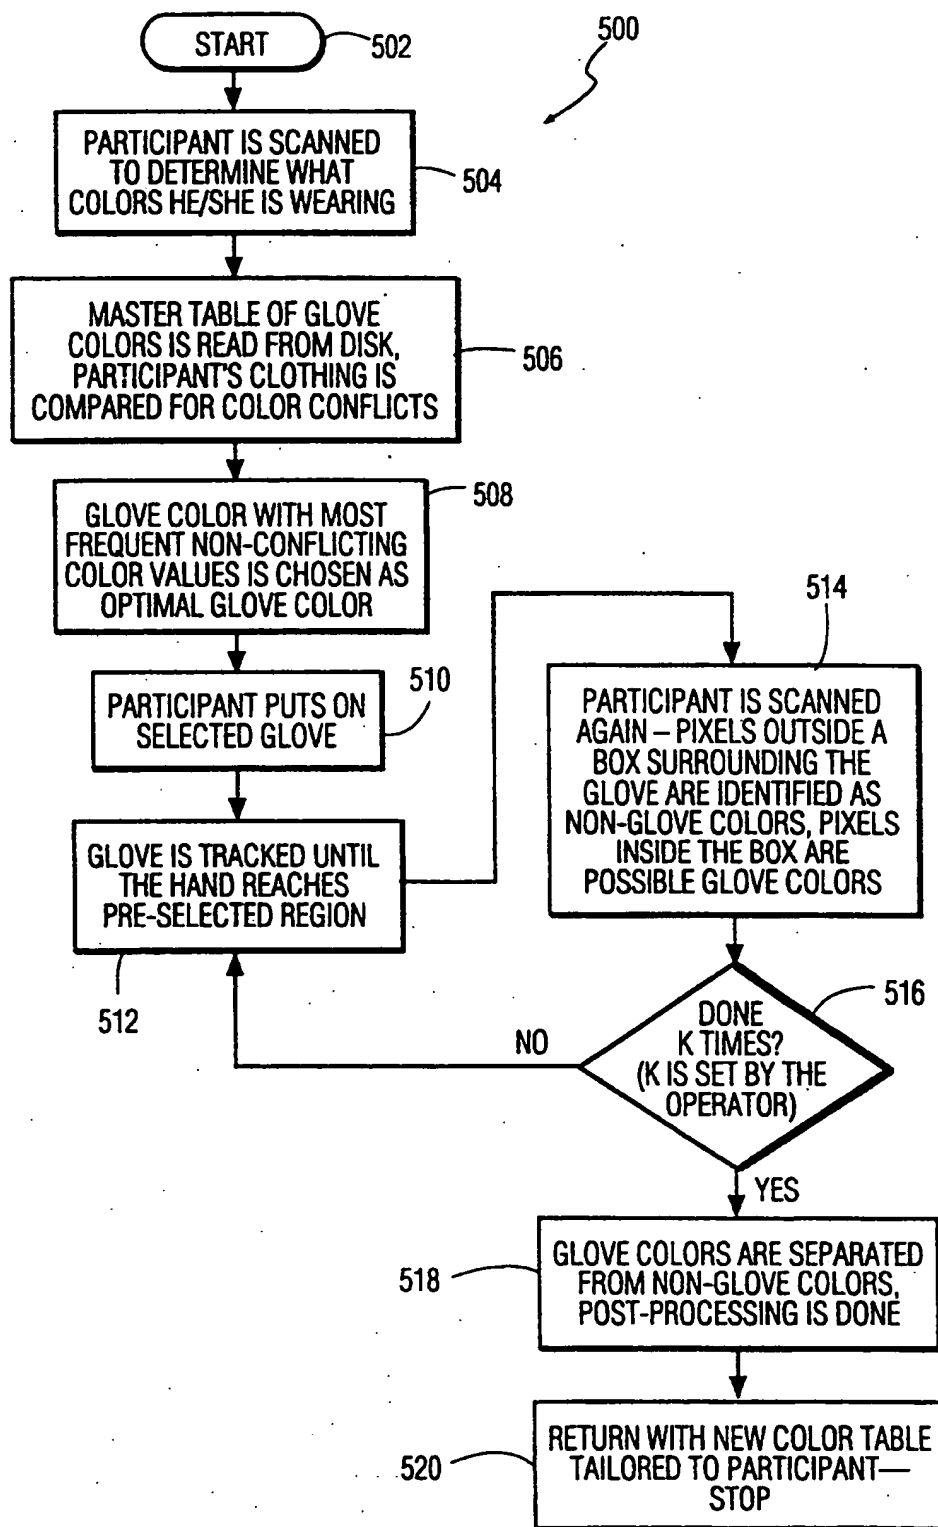 START
502
500
PARTICIPANT IS SCANNED
TO DETERMINE WHAT
COLORS HE/SHE IS WEARING
504
MASTER TABLE OF GLOVE
COLORS IS READ FROM DISK,
PARTICIPANT'S CLOTHING IS
COMPARED FOR COLOR CONFLICTS
506
GLOVE COLOR WITH MOST
FREQUENT NON-CONFLICTING
COLOR VALUES IS CHOSEN AS
OPTIMAL GLOVE COLOR
508
PARTICIPANT PUTS ON
SELECTED GLOVE
510
GLOVE IS TRACKED UNTIL
THE HAND REACHES
PRE-SELECTED REGION
512
514
PARTICIPANT IS SCANNED
AGAIN – PIXELS OUTSIDE A
BOX SURROUNDING THE
GLOVE ARE IDENTIFIED AS
NON-GLOVE COLORS, PIXELS
INSIDE THE BOX ARE
POSSIBLE GLOVE COLORS
516
DONE
K TIMES?
(K IS SET BY THE
OPERATOR)
NO
YES
518
GLOVE COLORS ARE SEPARATED
FROM NON-GLOVE COLORS,
POST-PROCESSING IS DONE
520
RETURN WITH NEW COLOR TABLE
TAILORED TO PARTICIPANT—
STOP